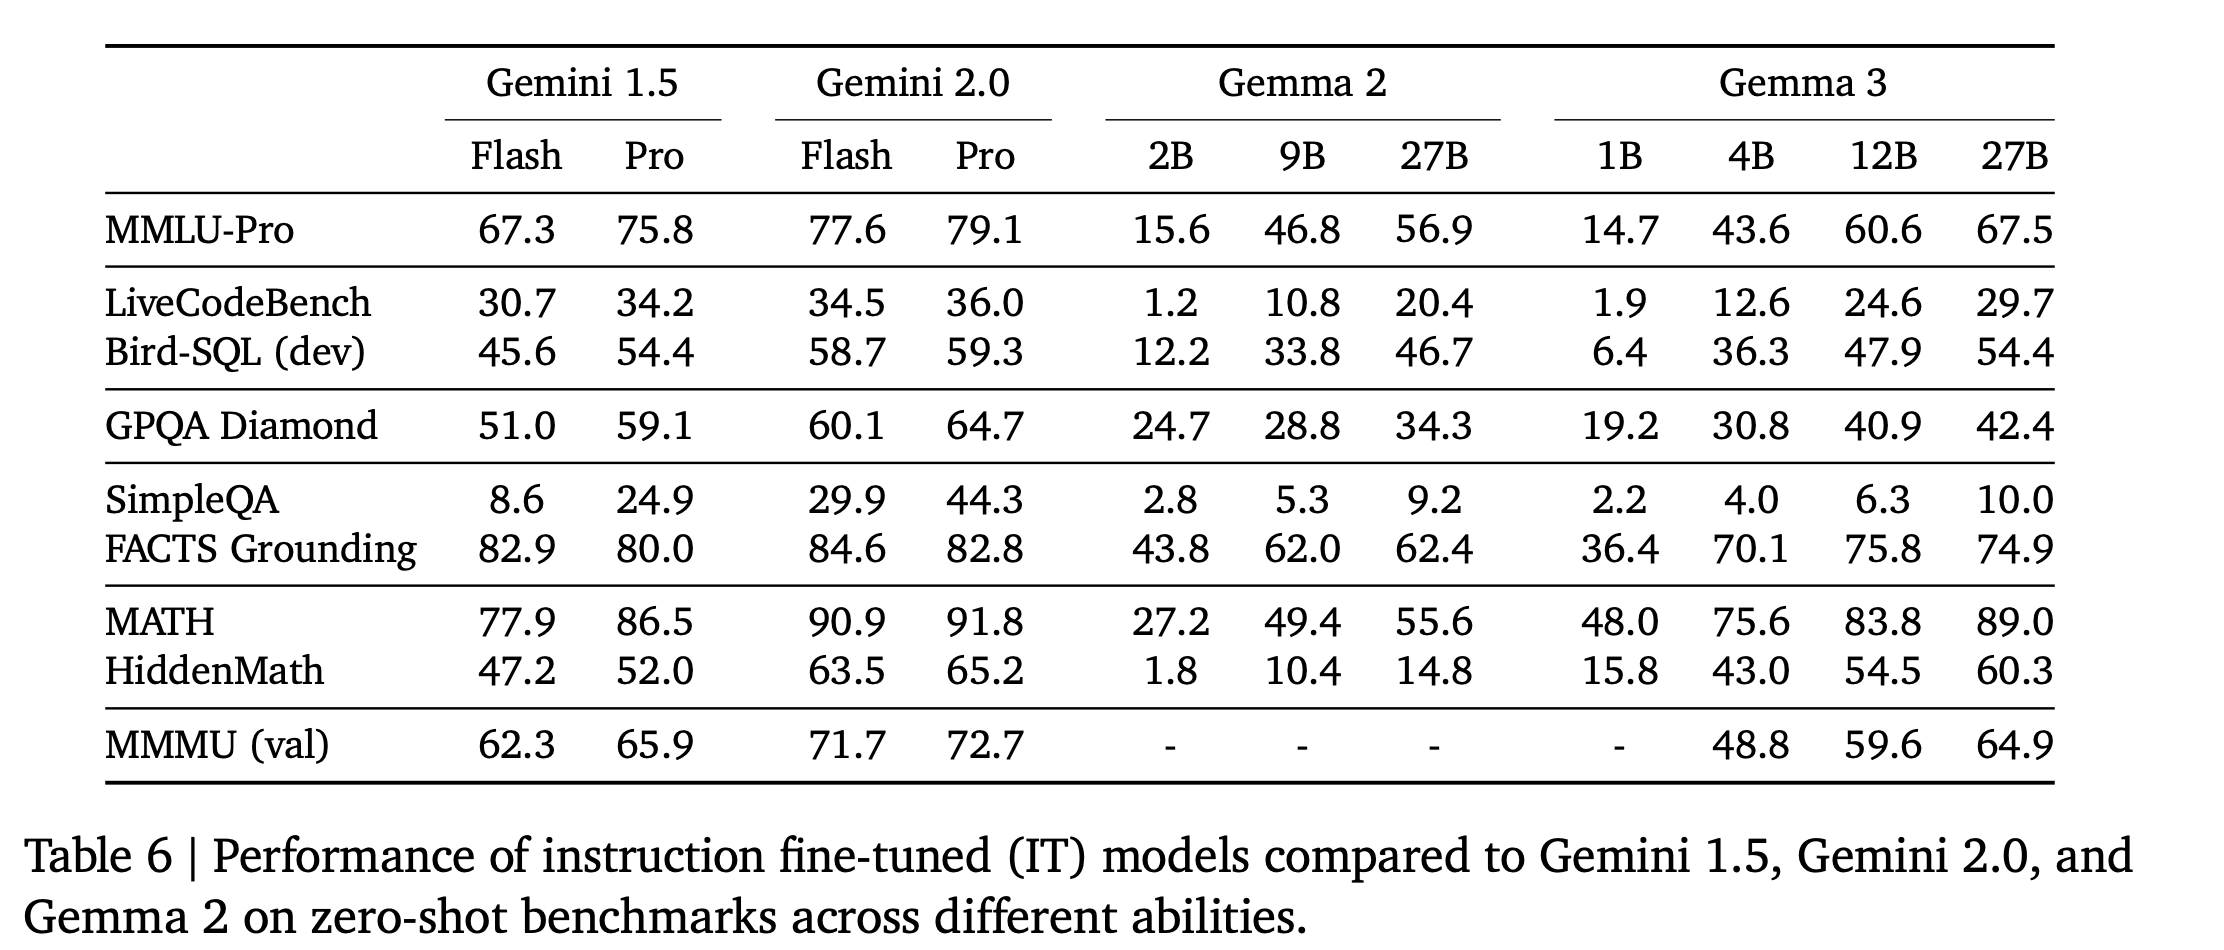 Gemini 1.5 Gemini 2.0 Gemma 2 Gemma 3
Flash Pro Flash Pro 2B 9B 27B 1B 4B 12B 27B
MMLU-Pro 67.3 75.8 77.6 79.1 15.6 46.8 56.9 14.7 43.6 60.6 67.5
LiveCodeBench 30.7 34.2 34.5 36.0 1.2 10.8 20.4 1.9 12.6 24.6 29.7
Bird-SQL (dev) 45.6 54.4 58.7 59.3 12.2 33.8 46.7 6.4 36.3 47.9 54.4
GPQA Diamond 51.0 59.1 60.1 64.7 24.7 28.8 34.3 19.2 30.8 40.9 42.4
SimpleQA 8.6 24.9 29.9 44.3 2.8 5.3 9.2 2.2 4.0 6.3 10.0
FACTS Grounding 82.9 80.0 84.6 82.8 43.8 62.0 62.4 36.4 70.1 75.8 74.9
MATH 77.9 86.5 90.9 91.8 27.2 49.4 55.6 48.0 75.6 83.8 89.0
HiddenMath 47.2 52.0 63.5 65.2 1.8 10.4 14.8 15.8 43.0 54.5 60.3
MMMU (val) 62.3 65.9 71.7 72.7 - - - - 48.8 59.6 64.9
Table 6 | Performance of instruction fine-tuned (IT) models compared to Gemini 1.5, Gemini 2.0, and
Gemma 2 on zero-shot benchmarks across different abilities.